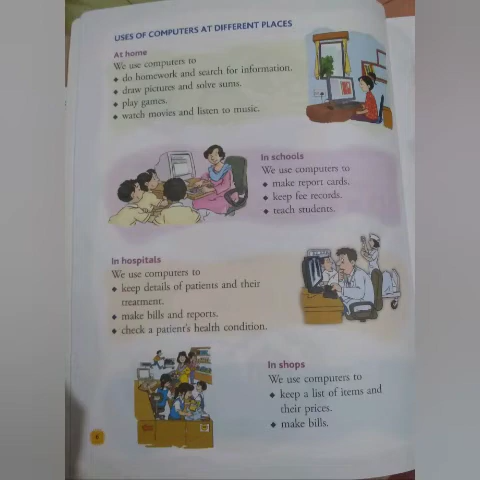 USES OF COMPUTERS AT DIFFERENT PLACES
At home
We use computers to
◆ do homework and search for information.
◆ draw pictures and solve sums.
◆ play games.
◆ watch movies and listen to music.
In schools
We use computers to
◆ make report cards.
◆ keep fee records.
◆ teach students.
In hospitals
We use computers to
◆ keep details of patients and their
treatment.
◆ make bills and reports.
◆ check a patient's health condition.
In shops
We use computers to
◆ keep a list of items and
their prices.
◆ make bills.